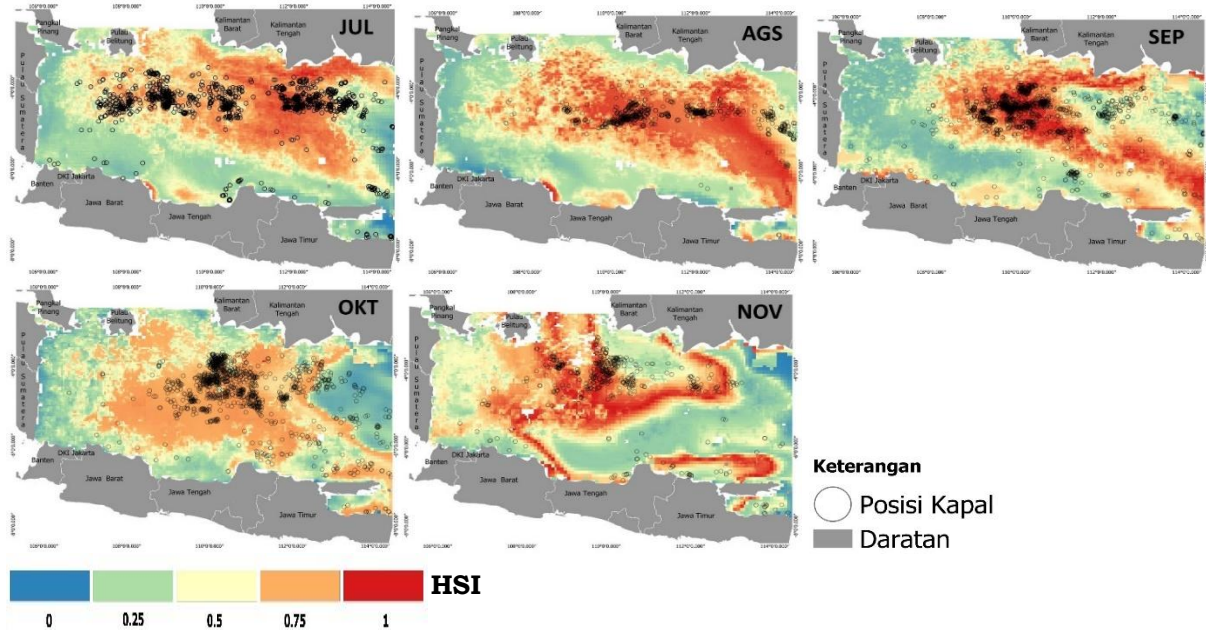 JUL
Pangkal
Pinang
Pulau
Belitung
Kalimantan
Barat
Kalimantan
Tengah
Pulau Sumatera
Banten
DKI Jakarta
Jawa Barat
Jawa Tengah
Jawa Timur
AGS
Pangkal
Pinang
Pulau
Belitung
Kalimantan
Barat
Kalimantan
Tengah
Pulau Sumatera
Banten
DKI Jakarta
Jawa Barat
Jawa Tengah
Jawa Timur
SEP
Pangkal
Pinang
Pulau
Belitung
Kalimantan
Barat
Kalimantan
Tengah
Pulau Sumatera
Banten
DKI Jakarta
Jawa Barat
Jawa Tengah
Jawa Timur
OKT
Pangkal
Pinang
Pulau
Belitung
Kalimantan
Barat
Kalimantan
Tengah
Pulau Sumatera
Banten
DKI Jakarta
Jawa Barat
Jawa Tengah
Jawa Timur
NOV
Pangkal
Pinang
Pulau
Belitung
Kalimantan
Barat
Kalimantan
Tengah
Pulau Sumatera
Banten
DKI Jakarta
Jawa Barat
Jawa Tengah
Jawa Timur
Keterangan
Posisi Kapal
Daratan
HSI
0 0.25 0.5 0.75 1